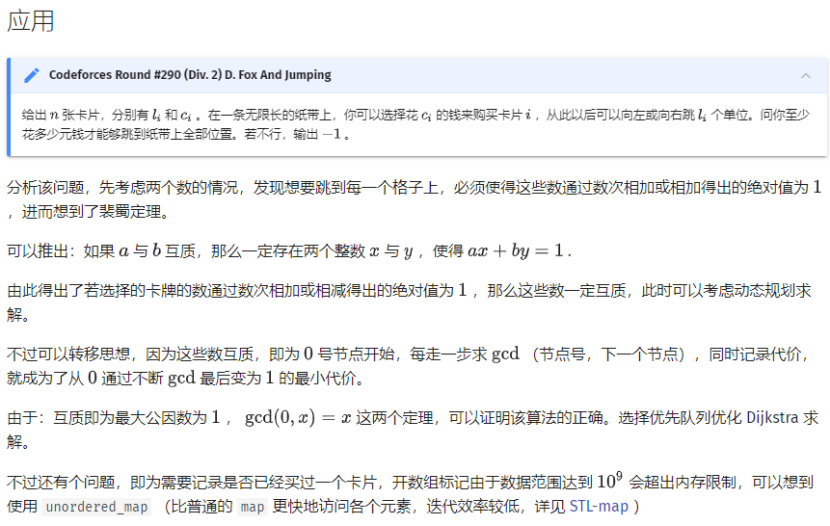 应用
Codeforces Round #290 (Div. 2) D. Fox And Jumping
给出 n 张卡片，分别有 l_i 和 c_i 。在一条无限长的纸带上，你可以选择花 c_i 的钱来购买卡片 i ，从此以后可以向左或向右跳 l_i 个单位。问你至少
花多少元钱才能够跳到纸带上全部位置。若不行，输出 −1 。
分析该问题，先考虑两个数的情况，发现想要跳到每一个格子上，必须使得这些数通过数次相加或相加得出的绝对值为 1
，进而想到了裴蜀定理。
可以推出：如果 a 与 b 互质，那么一定存在两个整数 x 与 y ，使得 ax + by = 1 .
由此得出了若选择的卡牌的数通过数次相加或相减得出的绝对值为 1 ，那么这些数一定互质，此时可以考虑动态规划求
解。
不过可以转移思想，因为这些数互质，即为 0 号节点开始，每走一步求 gcd （节点号，下一个节点），同时记录代价，
就成为了从 0 通过不断 gcd 最后变为 1 的最小代价。
由于：互质即为最大公因数为 1 ， gcd(0, x) = x 这两个定理，可以证明该算法的正确。选择优先队列优化 Dijkstra 求
解。
不过还有个问题，即为需要记录是否已经买过一个卡片，开数组标记由于数据范围达到 10^9 会超出内存限制，可以想到
使用 unordered_map （比普通的 map 更快地访问各个元素，迭代效率较低，详见 STL-map ）